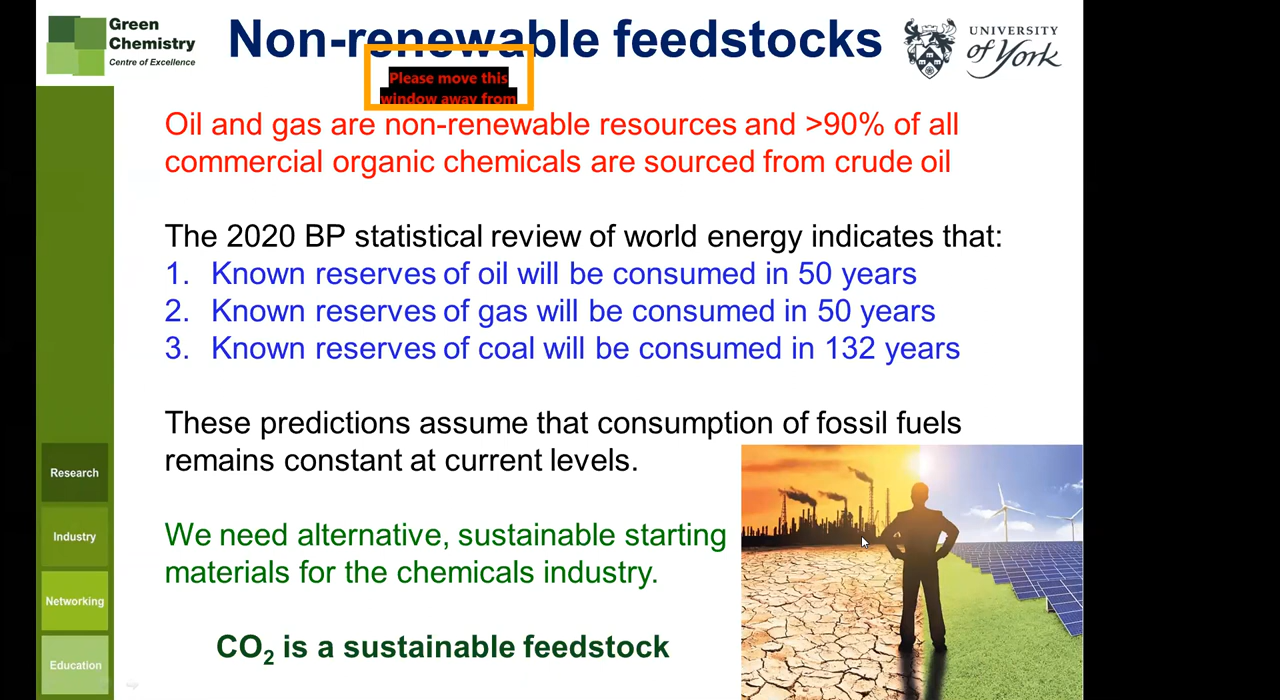 Green
Chemistry
Centre of Excellence
Non-renewable feedstocks
UNIVERSITY
of York
Please move this
window away from
Oil and gas are non-renewable resources and >90% of all
commercial organic chemicals are sourced from crude oil
The 2020 BP statistical review of world energy indicates that:
1. Known reserves of oil will be consumed in 50 years
2. Known reserves of gas will be consumed in 50 years
3. Known reserves of coal will be consumed in 132 years
These predictions assume that consumption of fossil fuels
remains constant at current levels.
We need alternative, sustainable starting
materials for the chemicals industry.
CO₂ is a sustainable feedstock
Research
Industry
Networking
Education